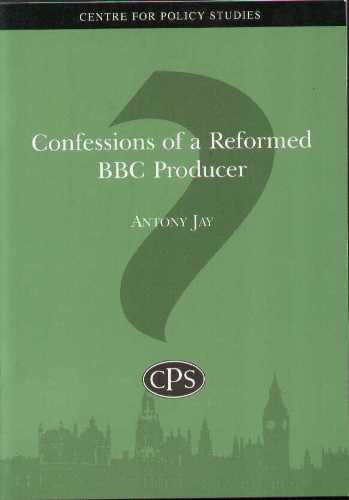 CENTRE FOR POLICY STUDIES
Confessions of a Reformed
BBC Producer
ANTONY JAY
CPS